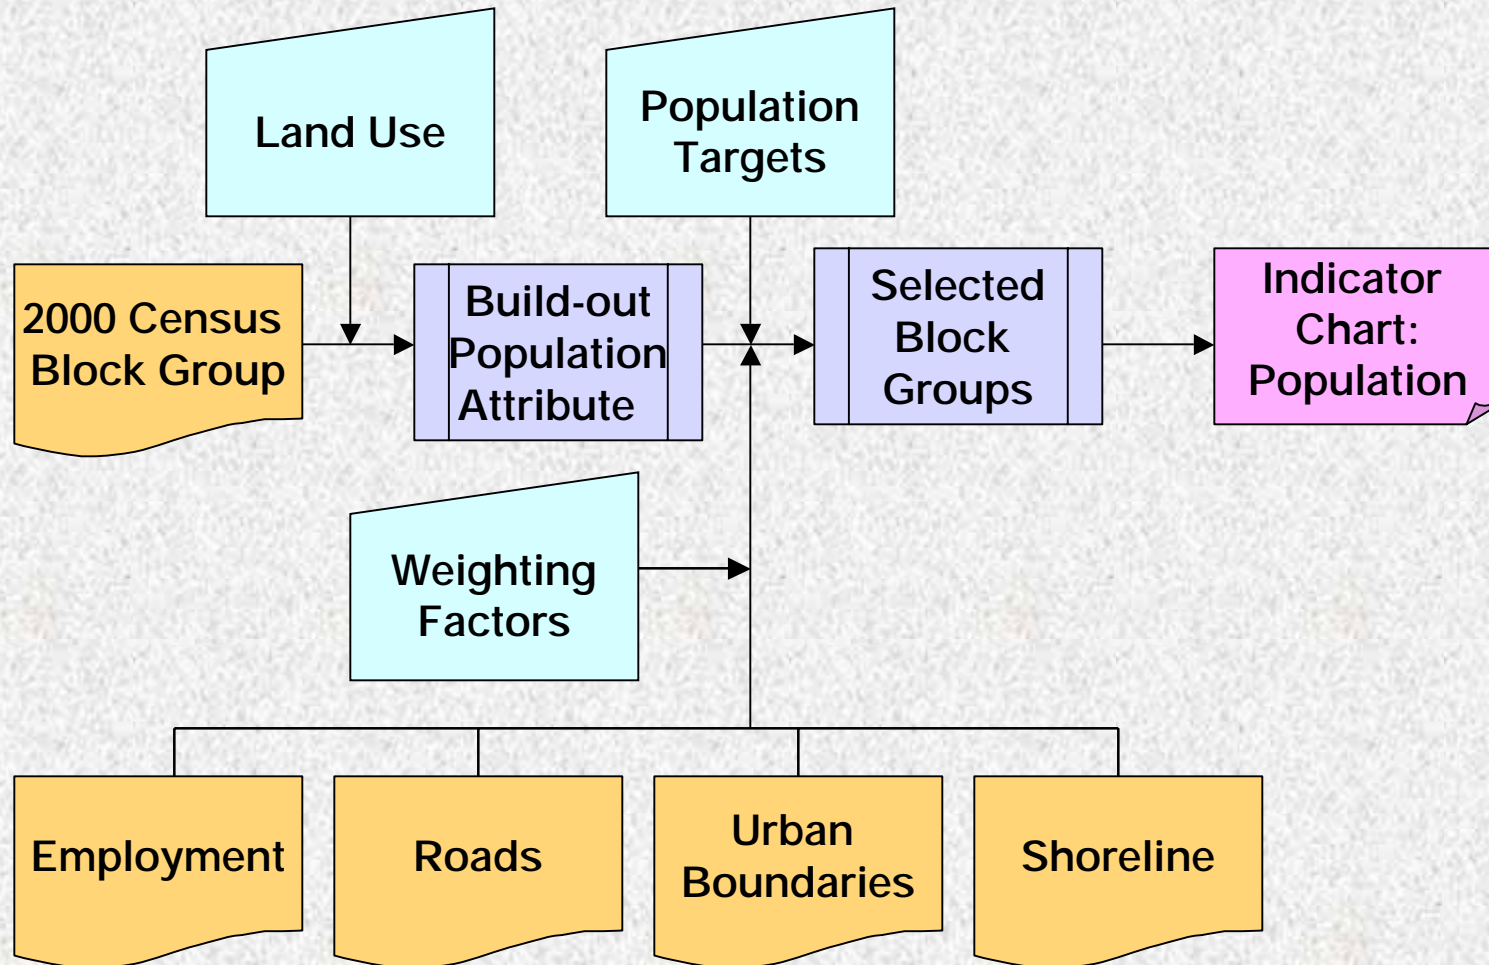 Land Use
Population
Targets
2000 Census
Block Group
Build-out
Population
Attribute
Selected
Block
Groups
Indicator
Chart:
Population
Weighting
Factors
Employment
Roads
Urban
Boundaries
Shoreline